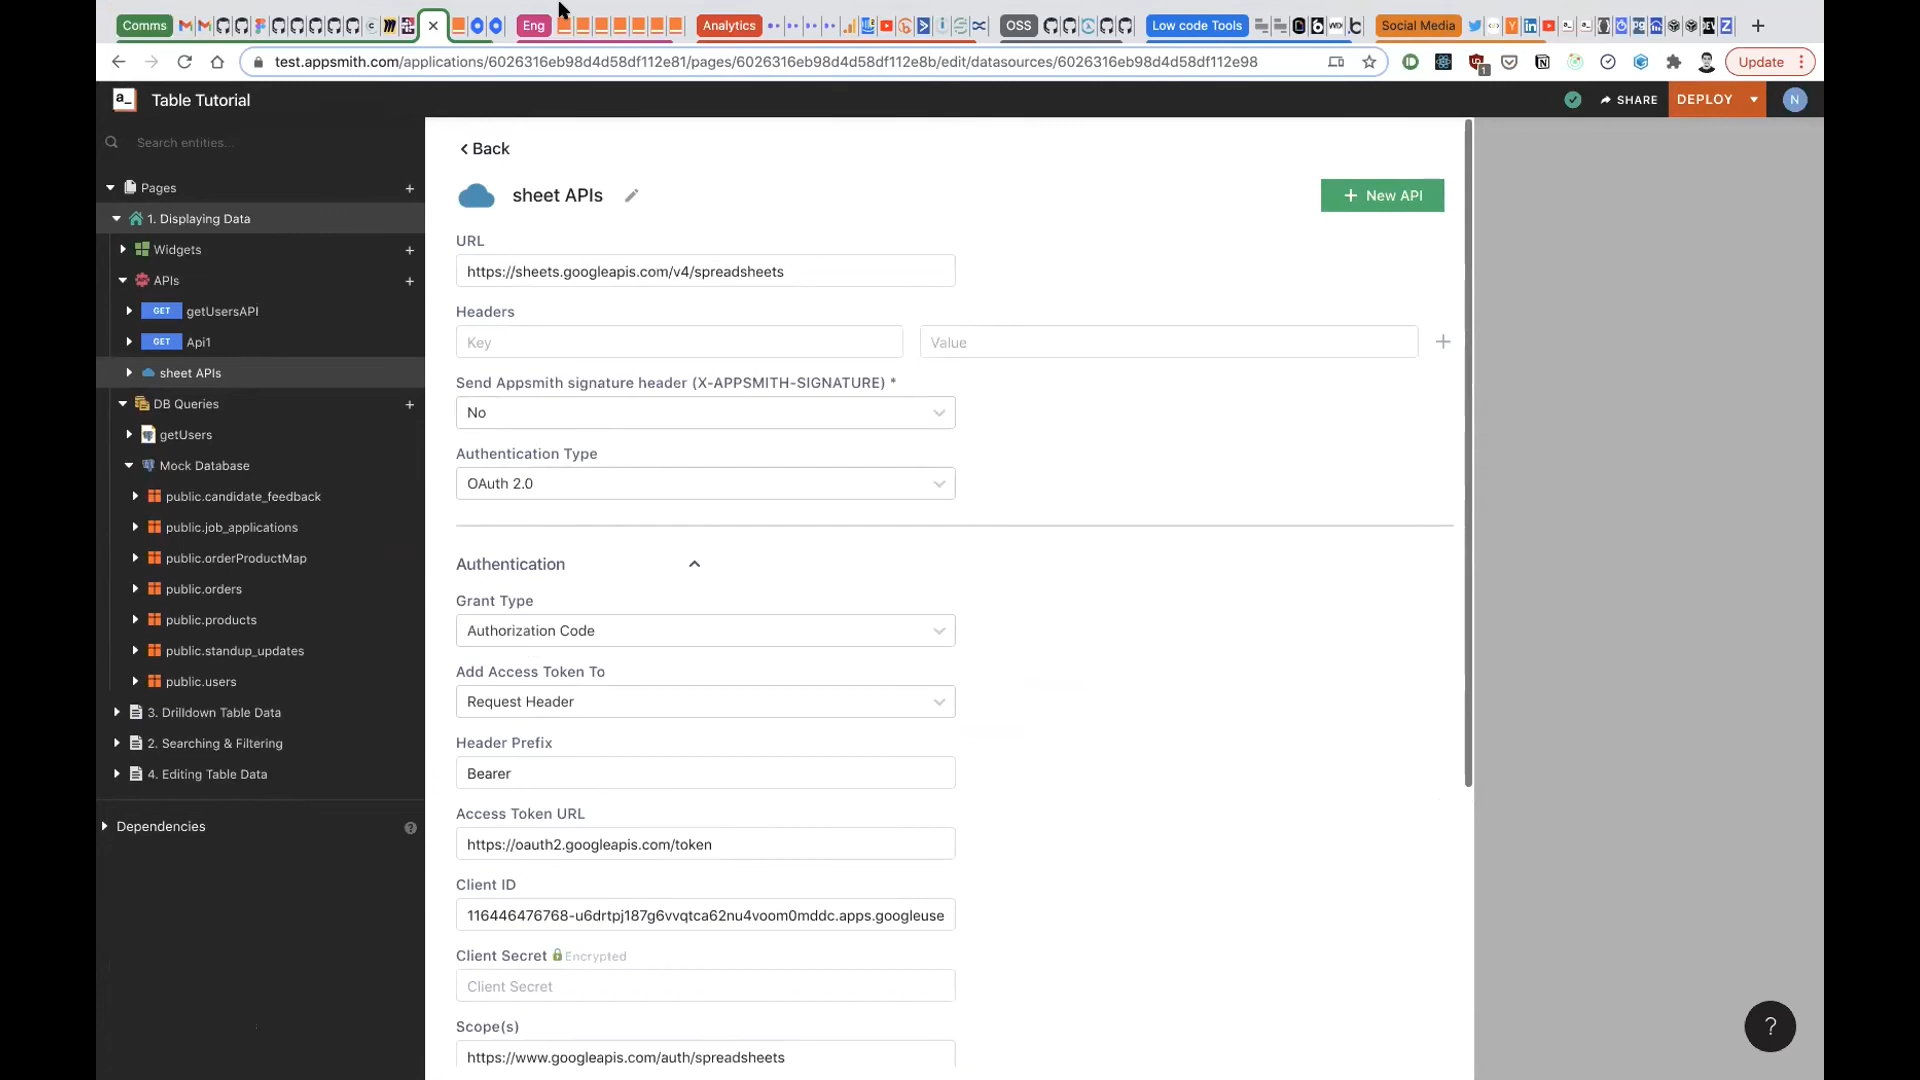 Comms
Eng
Analytics
OSS
Low code Tools
Social Media
test.appsmith.com/applications/6026316eb98d4d58df112e81/pages/6026316eb98d4d58df112e8b/edit/datasources/6026316eb98d4d58df112e98
1
Update
a_
Table Tutorial
SHARE
DEPLOY
N
Search entities...
Back
Pages
sheet APIs
+ New API
1. Displaying Data
URL
Widgets
https://sheets.googleapis.com/v4/spreadsheets
APIs
Headers
GET getUsersAPI
Key
Value
GET Api1
sheet APIs
Send Appsmith signature header (X-APPSMITH-SIGNATURE) *
No
DB Queries
getUsers
Authentication Type
Mock Database
OAuth 2.0
public.candidate_feedback
public.job_applications
public.orderProductMap
Authentication
public.orders
Grant Type
public.products
Authorization Code
public.standup_updates
Add Access Token To
public.users
Request Header
3. Drilldown Table Data
2. Searching & Filtering
Header Prefix
4. Editing Table Data
Bearer
Access Token URL
Dependencies
?
https://oauth2.googleapis.com/token
Client ID
116446476768-u6drtpj187g6vvqtca62nu4voom0mddc.apps.googleuse
Client Secret Encrypted
Client Secret
Scope(s)
?
https://www.googleapis.com/auth/spreadsheets